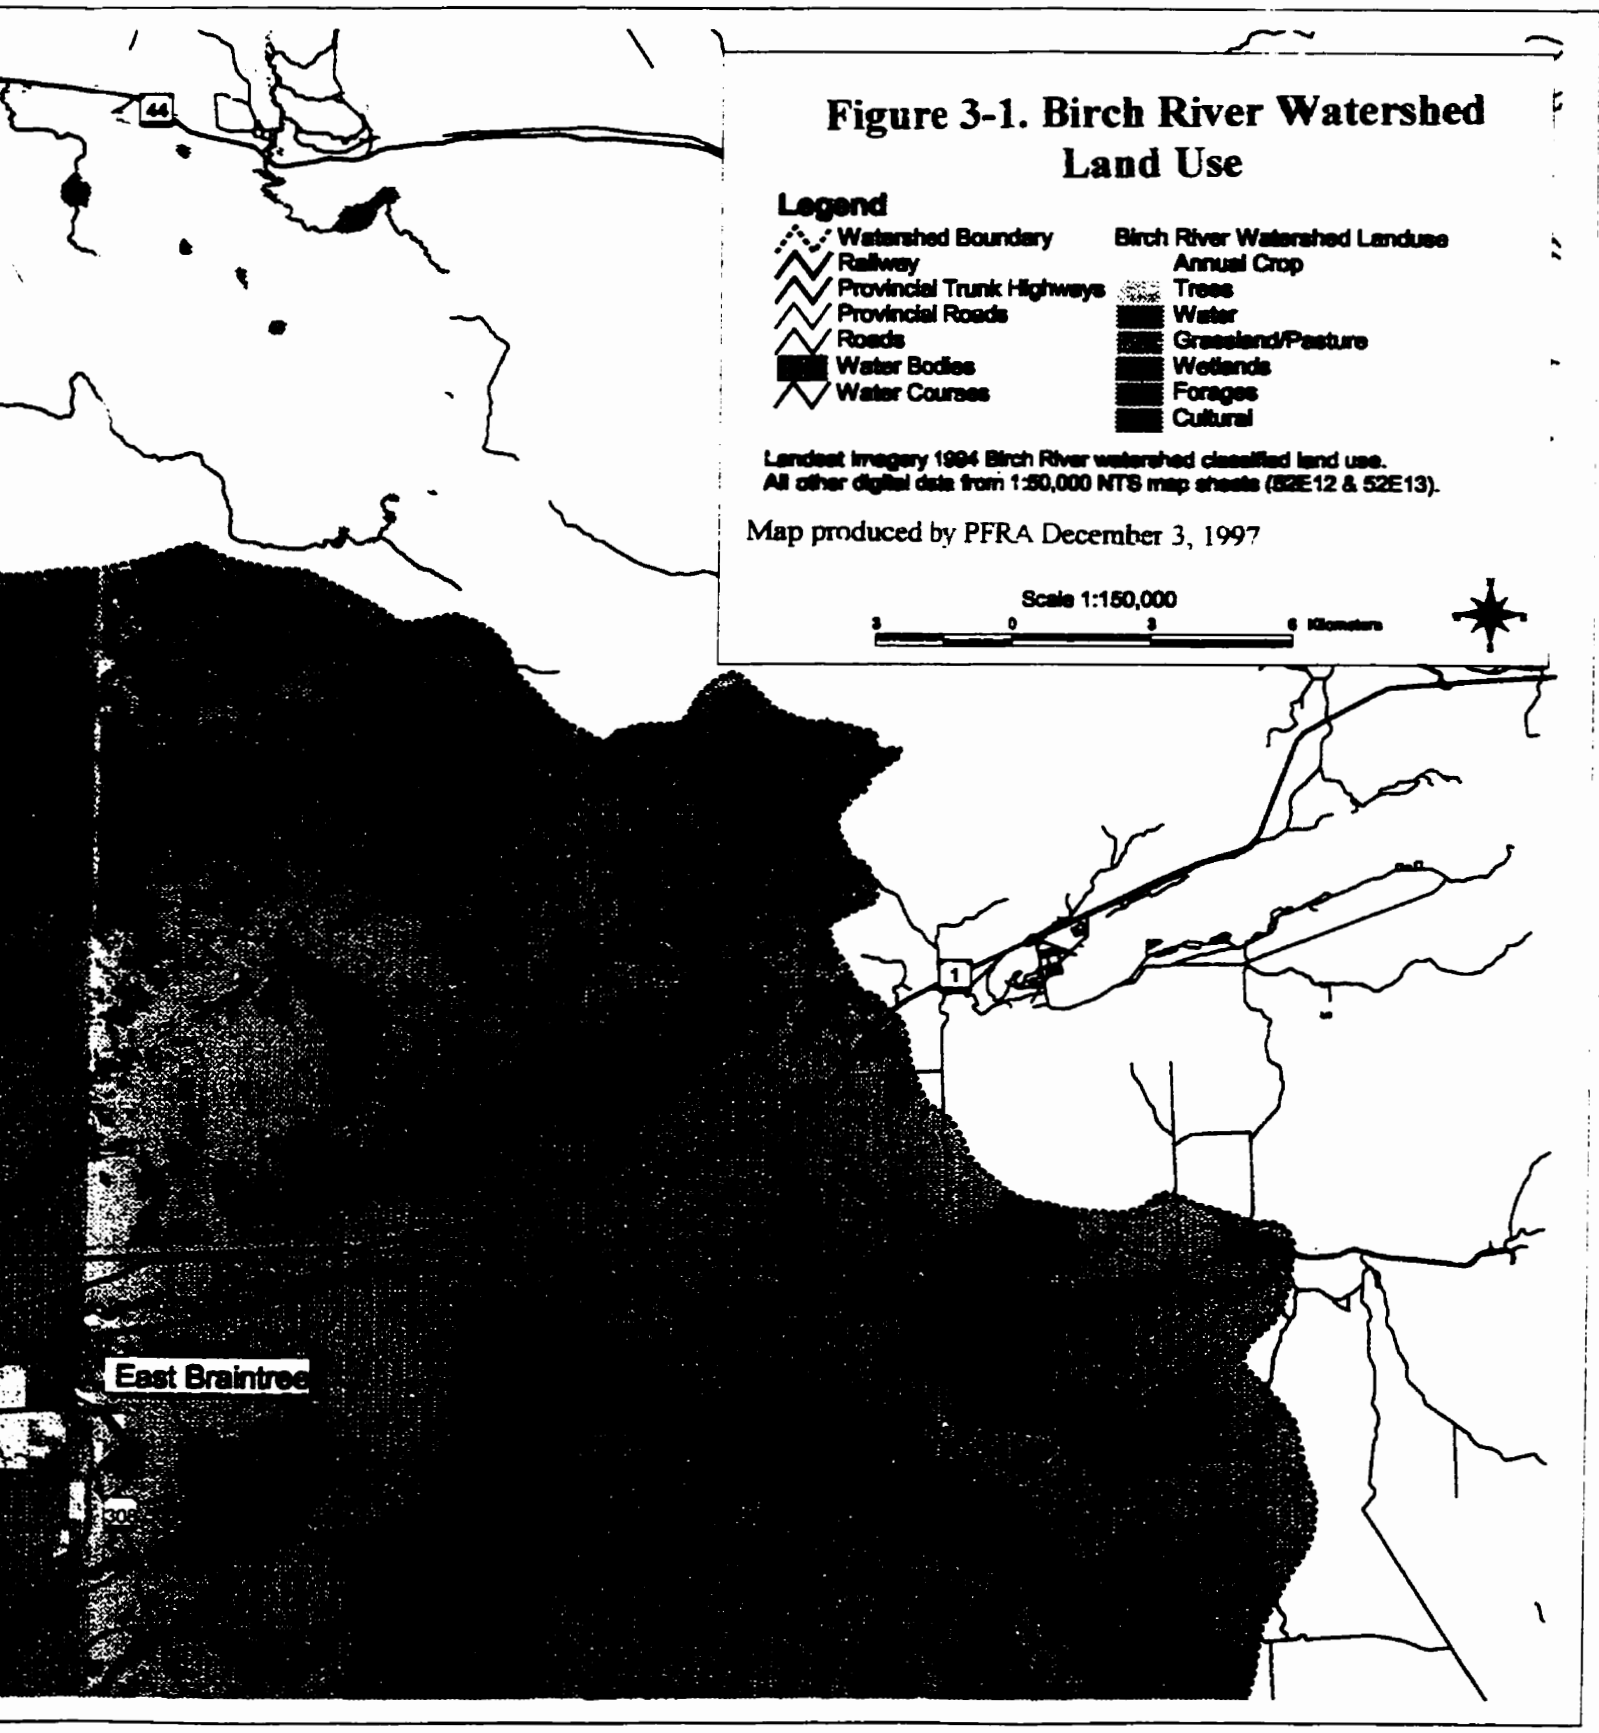 44
Figure 3-1. Birch River Watershed
Land Use
Legend
Watershed Boundary
Railway
Provincial Trunk Highways
Provincial Roads
Roads
Water Bodies
Water Courses
Birch River Watershed Landuse
Annual Crop
Trees
Water
Grassland/Pasture
Wetlands
Forages
Cultural
Landsat Imagery 1994 Birch River watershed classified land use.
All other digital data from 1:50,000 NTS map sheets (52E12 & 52E13).
Map produced by PFRA December 3, 1997
Scale 1:150,000
3 0 3 6 Kilometers
1
East Braintree
308